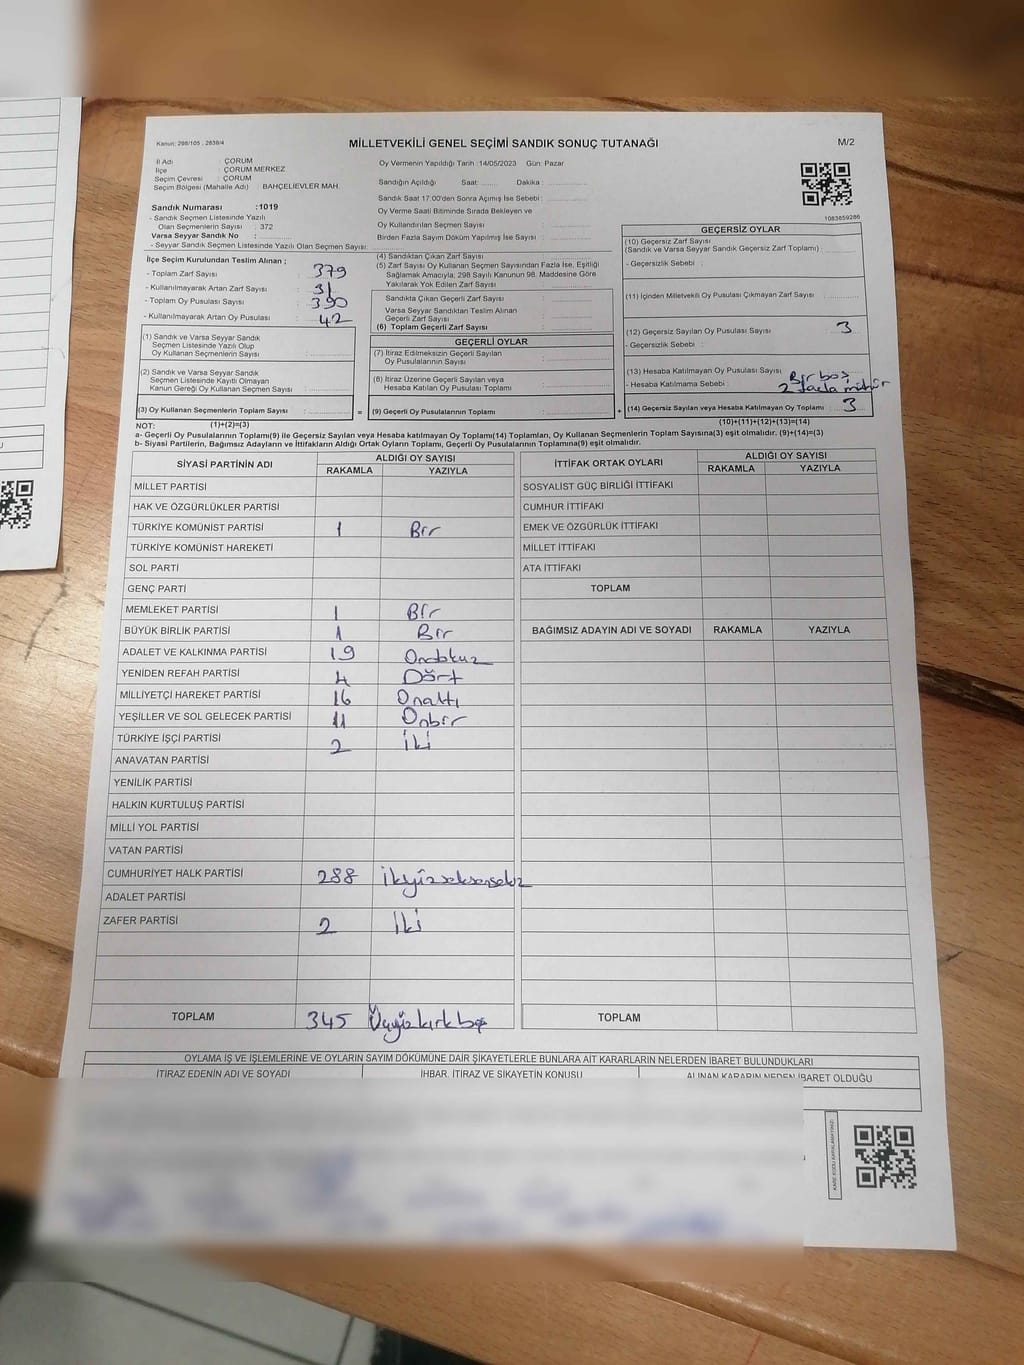 Kanun: 298/105 , 2839/4
MİLLETVEKİLİ GENEL SEÇİMİ SANDIK SONUÇ TUTANAĞI
M/2
İl Adı : ÇORUM
İlçe : ÇORUM MERKEZ
Seçim Çevresi : ÇORUM
Seçim Bölgesi (Mahalle Adı) : BAHÇELİEVLER MAH.
Oy Vermenin Yapıldığı Tarih :14/05/2023 Gün: Pazar
Sandığın Açıldığı Saat: Dakika :
Sandık Saat 17:00'den Sonra Açımış İse Sebebi :
Oy Verme Saati Bitiminde Sırada Bekleyen ve
Oy Kullandırılan Seçmen Sayısı :
Birden Fazla Sayım Döküm Yapılmış İse Sayısı :
1083859286
Sandık Numarası :1019
- Sandık Seçmen Listesinde Yazılı
Olan Seçmenlerin Sayısı : 372
Varsa Seyyar Sandık No :
- Seyyar Sandık Seçmen Listesinde Yazılı Olan Seçmen Sayısı:
İlçe Seçim Kurulundan Teslim Alınan ;
- Toplam Zarf Sayısı : 379
- Kullanılmayarak Artan Zarf Sayısı : 31
- Toplam Oy Pusulası Sayısı : 390
- Kullanılmayarak Artan Oy Pusulası : 42
(1) Sandık ve Varsa Seyyar Sandık
Seçmen Listesinde Yazılı Olup
Oy Kullanan Seçmenlerin Sayısı :
(2) Sandık ve Varsa Seyyar Sandık
Seçmen Listesinde Kayıtlı Olmayan
Kanun Gereği Oy Kullanan Seçmen Sayısı :
(3) Oy Kullanan Seçmenlerin Toplam Sayısı :
(4) Sandıktan Çıkan Zarf Sayısı :
(5) Zarf Sayısı Oy Kullanan Seçmen Sayısından Fazla İse, Eşitliği
Sağlamak Amacıyla, 298 Sayılı Kanunun 98. Maddesine Göre
Yakılarak Yok Edilen Zarf Sayısı :
Sandıkta Çıkan Geçerli Zarf Sayısı :
Varsa Seyyar Sandıktan Teslim Alınan
Geçerli Zarf Sayısı :
(6) Toplam Geçerli Zarf Sayısı :
GEÇERLİ OYLAR
(7) İtiraz Edilmeksizin Geçerli Sayılan
Oy Pusulalarının Sayısı :
(8) İtiraz Üzerine Geçerli Sayılan veya
Hesaba Katılan Oy Pusulası Toplamı :
= (9) Geçerli Oy Pusulalarının Toplamı :
GEÇERSİZ OYLAR
(10) Geçersiz Zarf Sayısı
(Sandık ve Varsa Seyyar Sandık Geçersiz Zarf Toplamı) :
- Geçersizlik Sebebi :
(11) İçinden Milletvekili Oy Pusulası Çıkmayan Zarf Sayısı :
(12) Geçersiz Sayılan Oy Pusulası Sayısı : 3
- Geçersizlik Sebebi :
(13) Hesaba Katılmayan Oy Pusulası Sayısı : Bir boş
- Hesaba Katılmama Sebebi : 2 fazla mühür
+ (14) Geçersiz Sayılan veya Hesaba Katılmayan Oy Toplamı : 3
NOT: (1)+(2)=(3)
(10)+(11)+(12)+(13)=(14)
a- Geçerli Oy Pusulalarının Toplamı(9) ile Geçersiz Sayılan veya Hesaba katılmayan Oy Toplamı(14) Toplamları, Oy Kullanan Seçmenlerin Toplam Sayısına(3) eşit olmalıdır. (9)+(14)=(3)
b- Siyasi Partilerin, Bağımsız Adayların ve İttifakların Aldığı Ortak Oyların Toplamı, Geçerli Oy Pusulalarının Toplamına(9) eşit olmalıdır.
SİYASİ PARTİNİN ADI
ALDIĞI OY SAYISI
RAKAMLA YAZIYLA
MİLLET PARTİSİ
HAK VE ÖZGÜRLÜKLER PARTİSİ
TÜRKİYE KOMÜNİST PARTİSİ 1 Bir
TÜRKİYE KOMÜNİST HAREKETİ
SOL PARTİ
GENÇ PARTİ
MEMLEKET PARTİSİ 1 Bir
BÜYÜK BİRLİK PARTİSİ 1 Bir
ADALET VE KALKINMA PARTİSİ 19 Ondokuz
YENİDEN REFAH PARTİSİ 4 Dört
MİLLİYETÇİ HAREKET PARTİSİ 16 Onaltı
YEŞİLLER VE SOL GELECEK PARTİSİ 11 Onbir
TÜRKİYE İŞÇİ PARTİSİ 2 İki
ANAVATAN PARTİSİ
YENİLİK PARTİSİ
HALKIN KURTULUŞ PARTİSİ
MİLLİ YOL PARTİSİ
VATAN PARTİSİ
CUMHURİYET HALK PARTİSİ 288 İkiyüzseksensekiz
ADALET PARTİSİ
ZAFER PARTİSİ 2 İki
TOPLAM 345 Üçyüzkırkbeş
İTTİFAK ORTAK OYLARI
ALDIĞI OY SAYISI
RAKAMLA YAZIYLA
SOSYALİST GÜÇ BİRLİĞİ İTTİFAKI
CUMHUR İTTİFAKI
EMEK VE ÖZGÜRLÜK İTTİFAKI
MİLLET İTTİFAKI
ATA İTTİFAKI
TOPLAM
BAĞIMSIZ ADAYIN ADI VE SOYADI RAKAMLA YAZIYLA
TOPLAM
OYLAMA İŞ VE İŞLEMLERİNE VE OYLARIN SAYIM DÖKÜMÜNE DAİR ŞİKAYETLERLE BUNLARA AİT KARARLARIN NELERDEN İBARET BULUNDUKLARI
İTİRAZ EDENİN ADI VE SOYADI İHBAR, İTİRAZ VE ŞİKAYETİN KONUSU ALINAN KARARIN NEDEN İBARET OLDUĞU